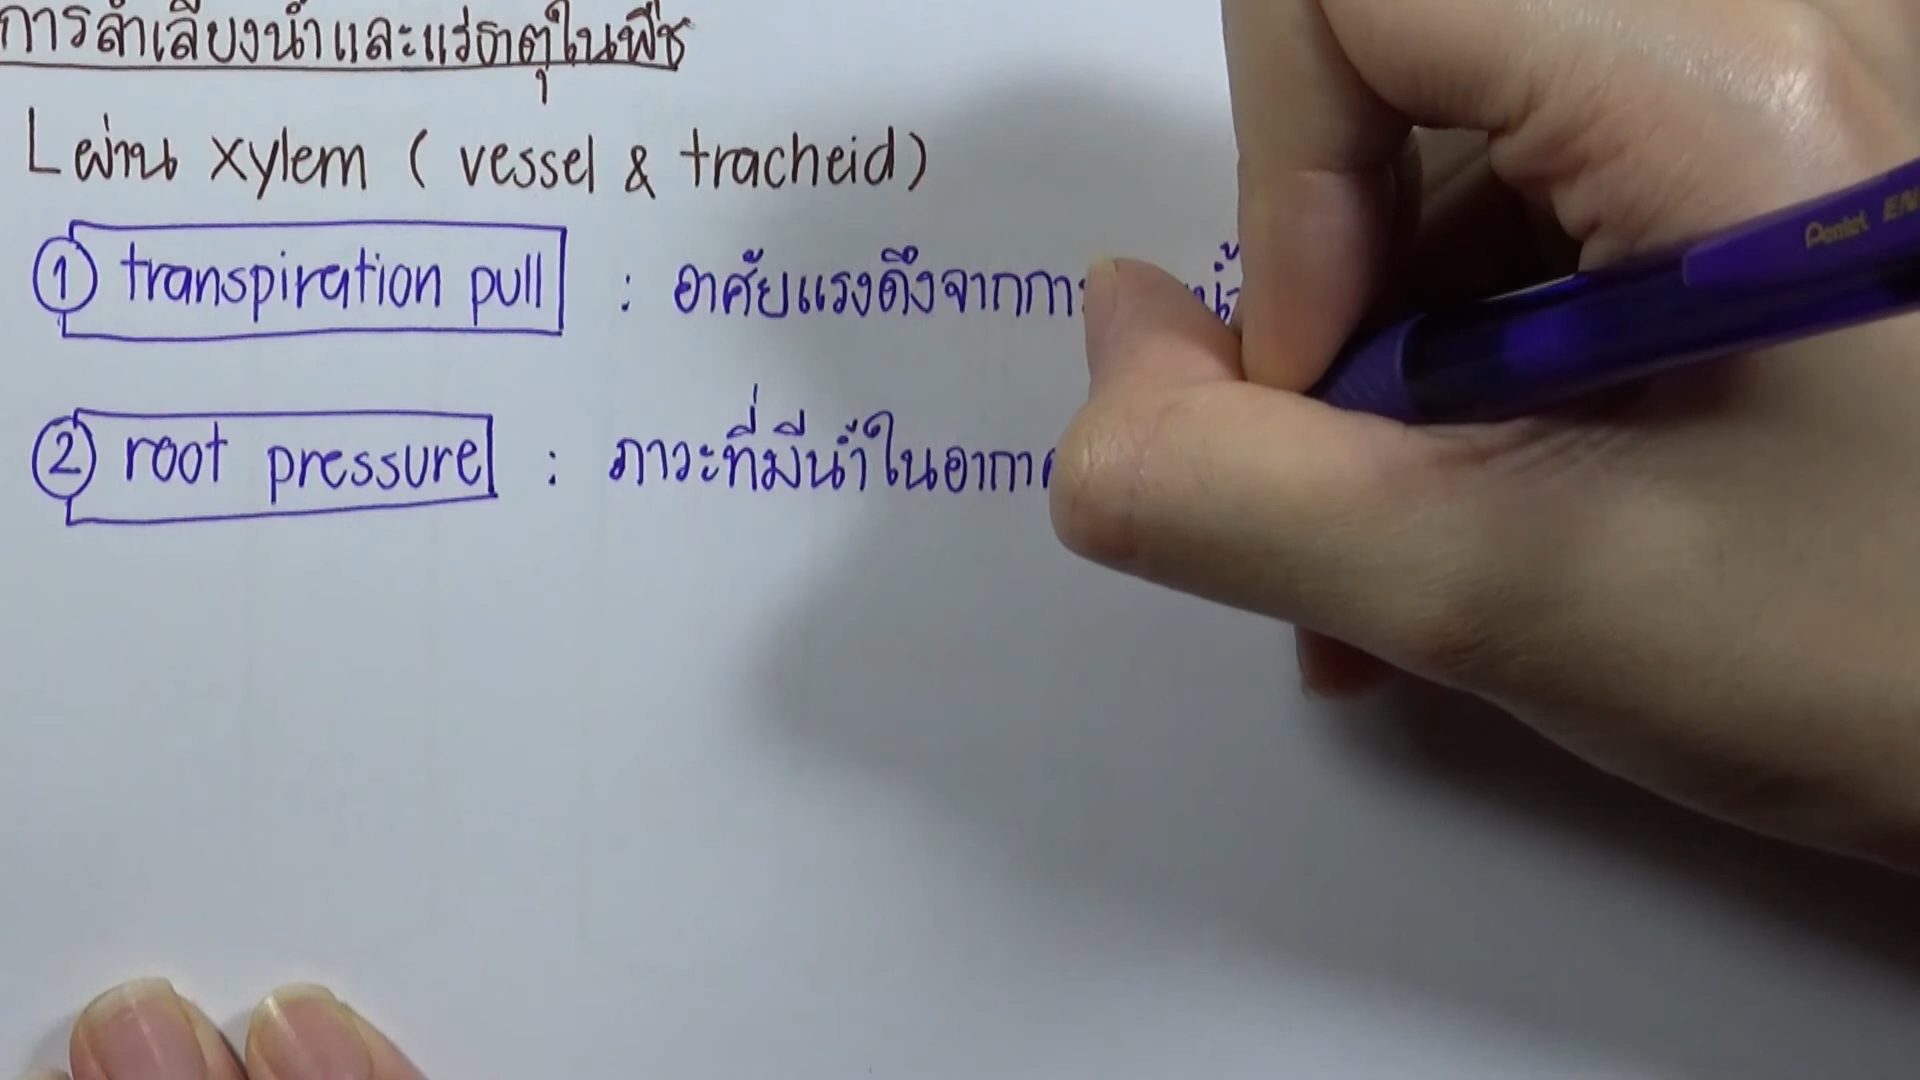 การลำเลียงน้ำและแร่ธาตุในพืช
ผ่าน xylem ( vessel & tracheid )
① transpiration pull : อาศัยแรงดึงจากการ
② root pressure : ภาวะที่มีน้ำในอากาศ
Pentel